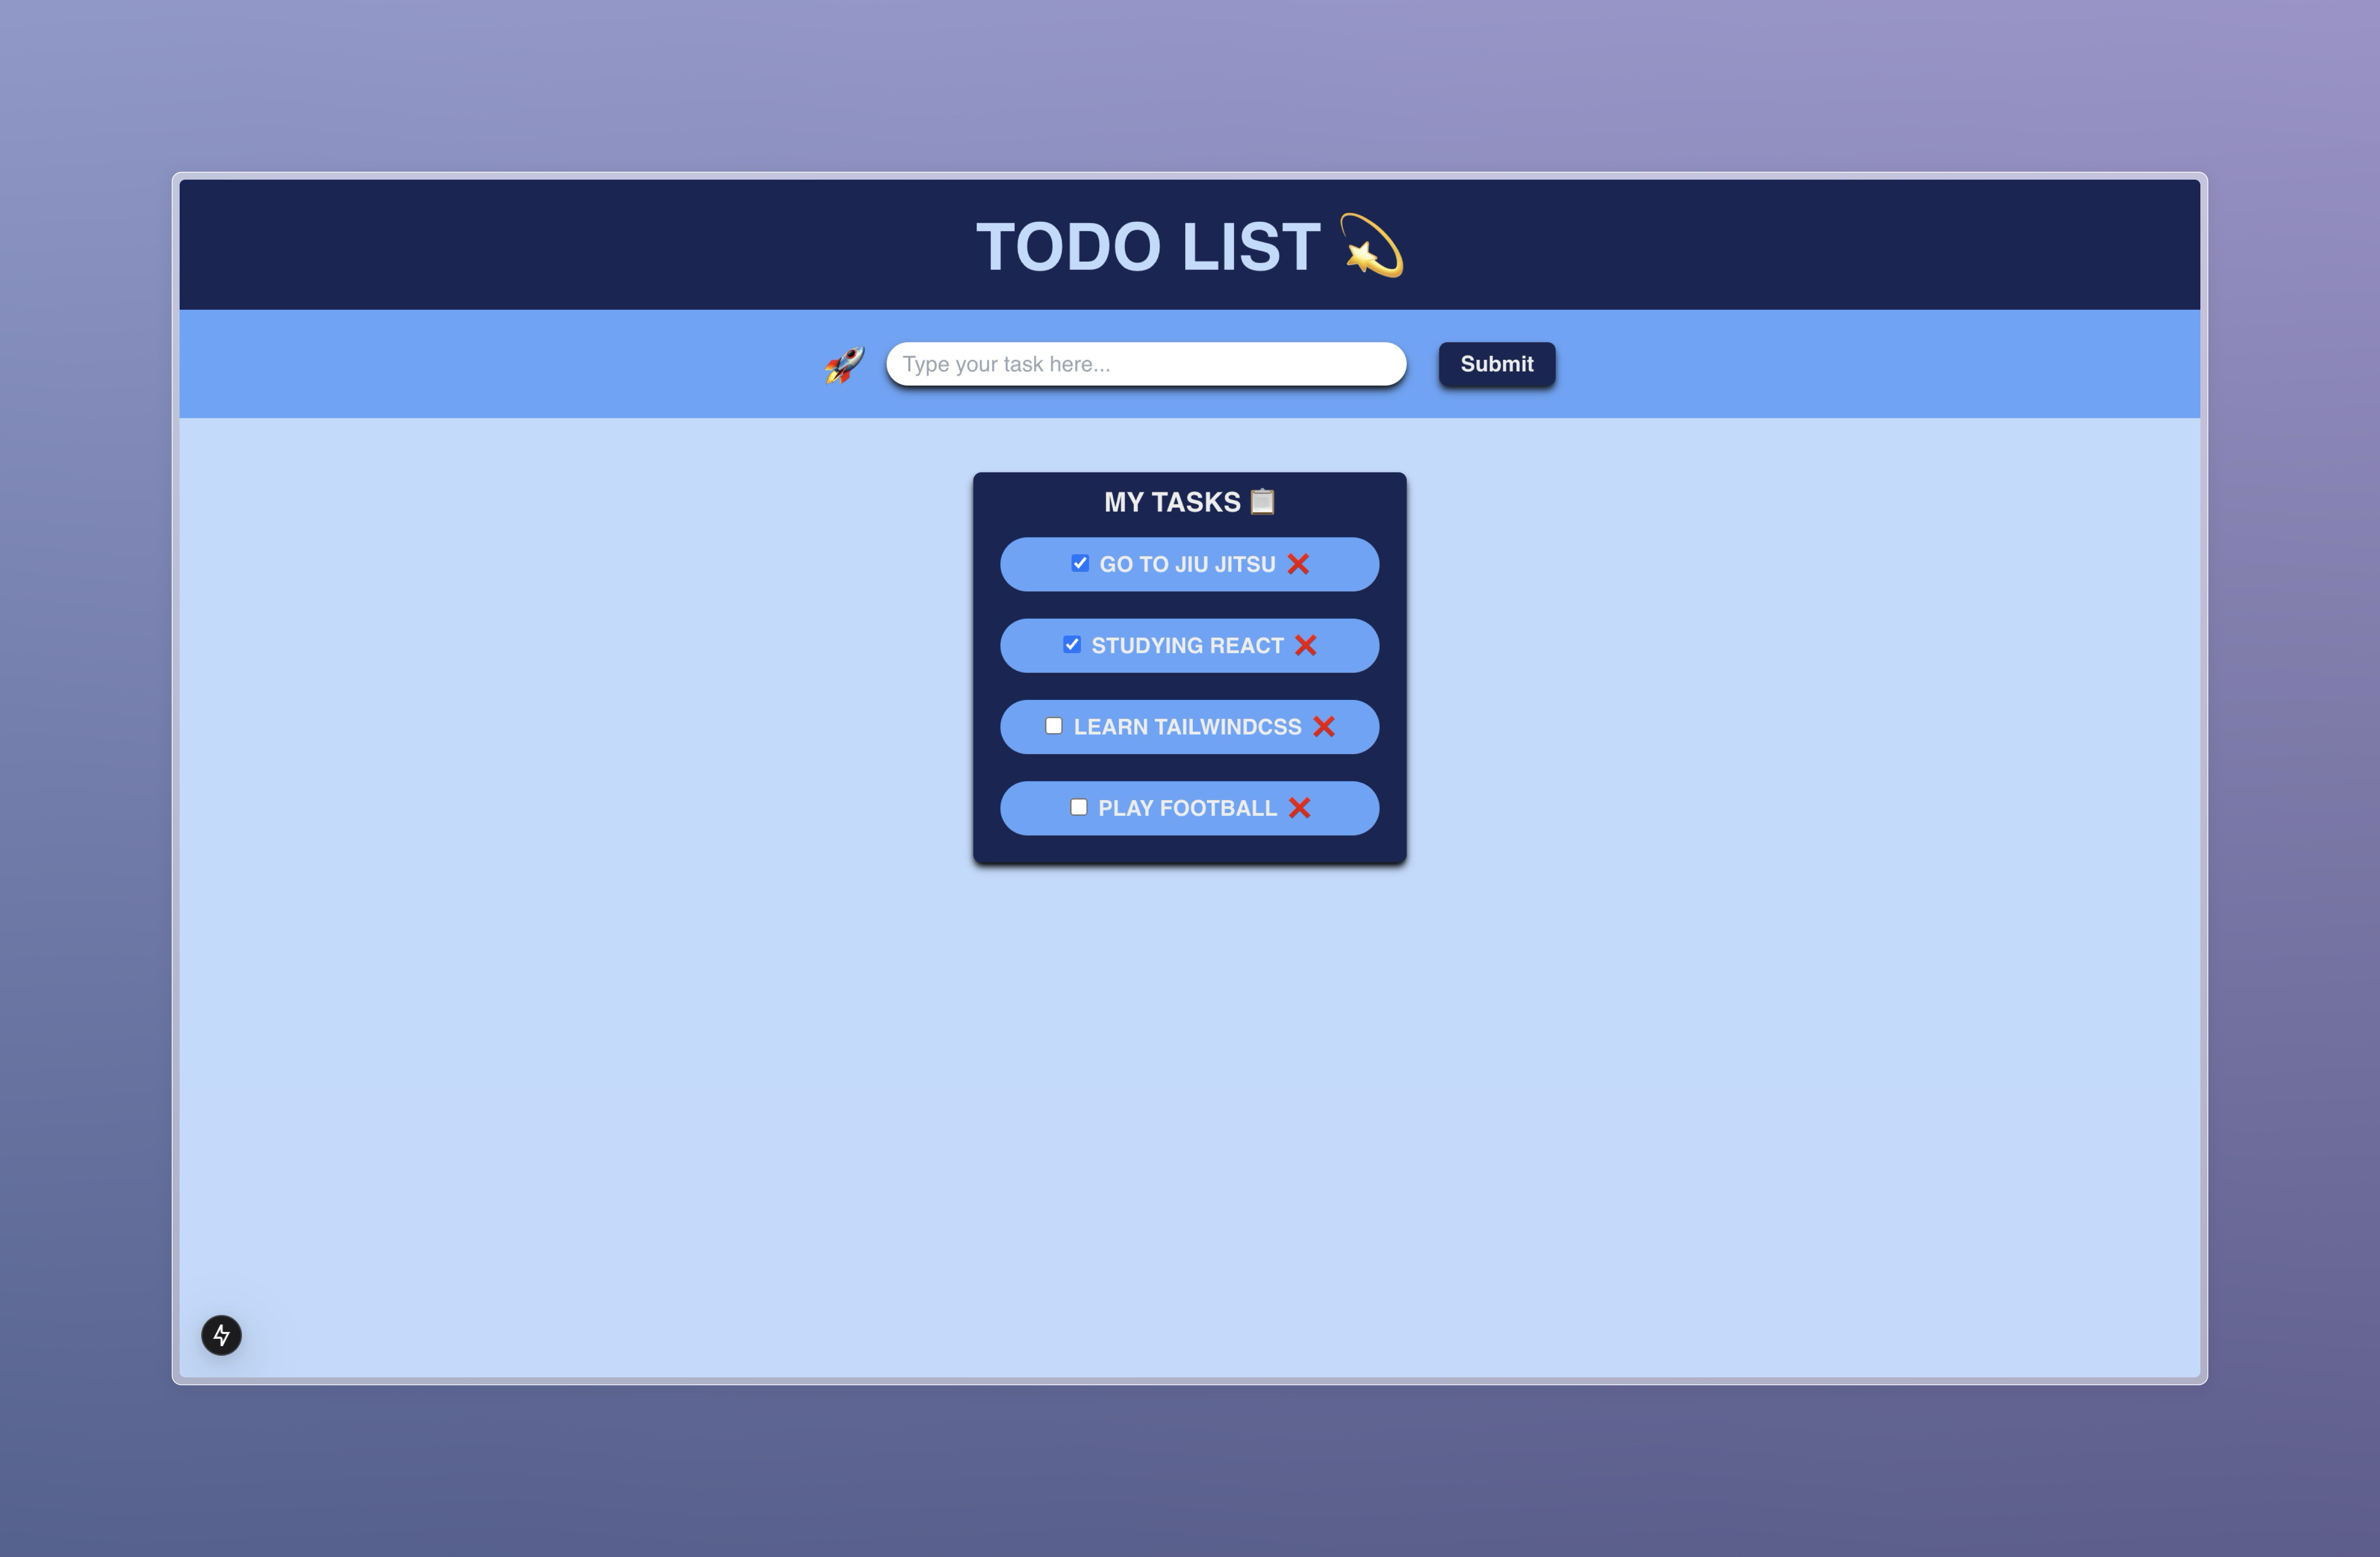 TODO LIST 💫
Type your task here...
Submit
MY TASKS 📋
GO TO JIU JITSU ❌
STUDYING REACT ❌
LEARN TAILWINDCSS ❌
PLAY FOOTBALL ❌